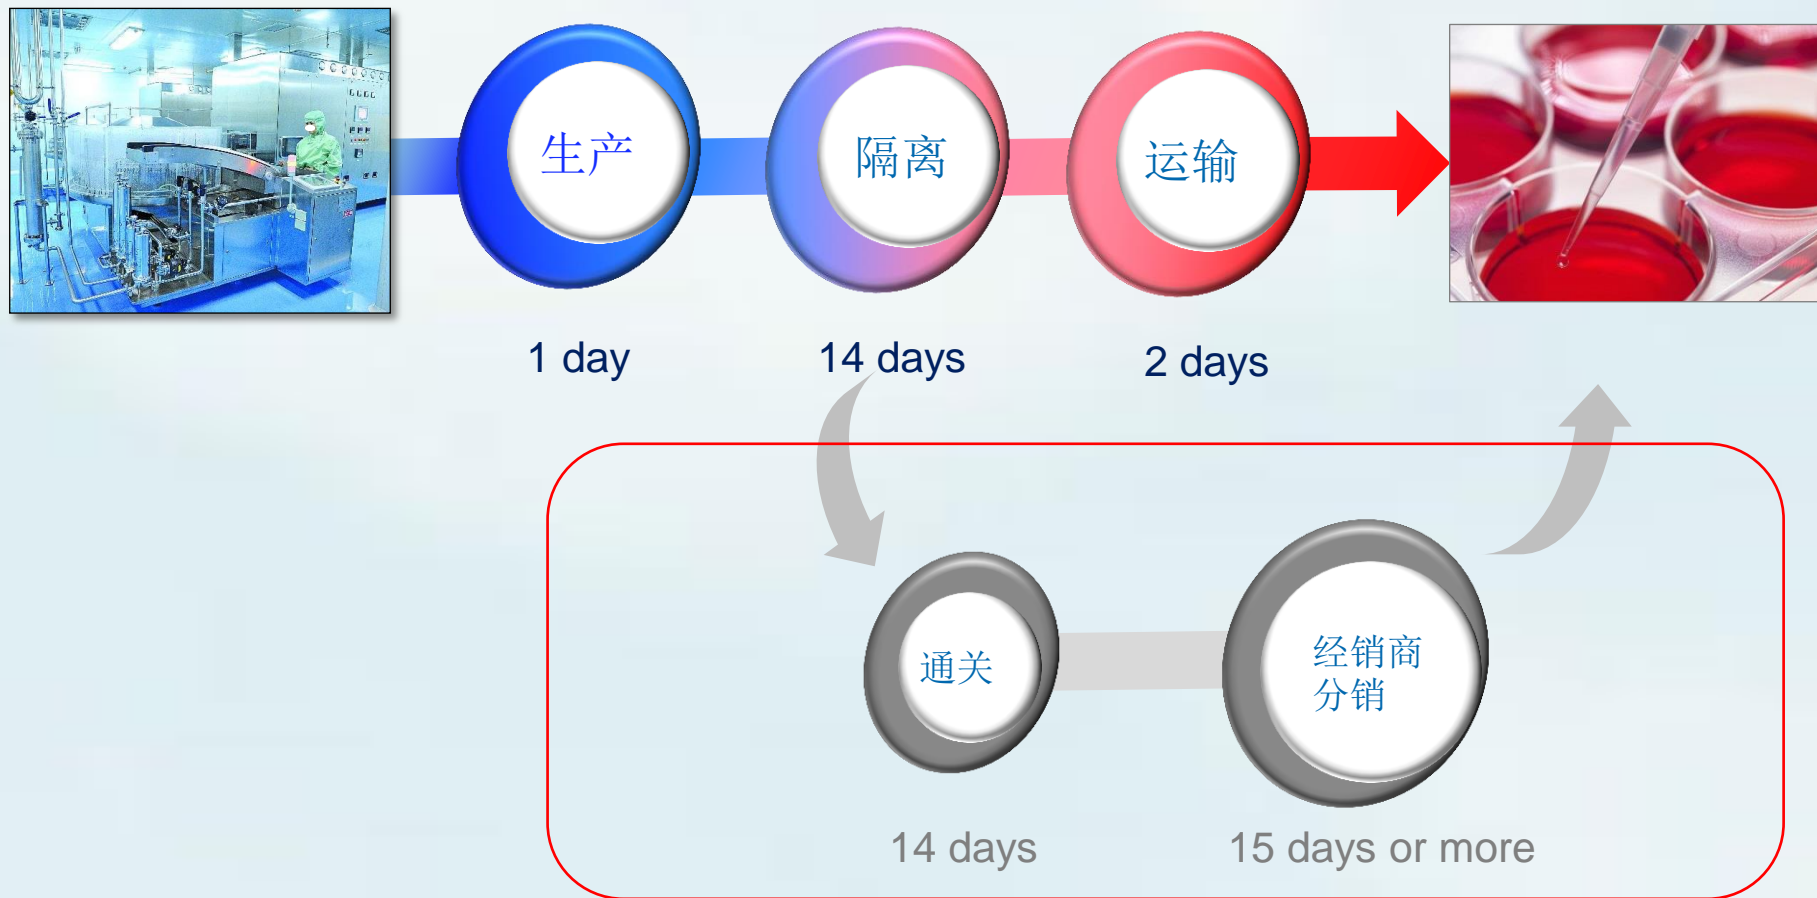 生产
隔离
运输
1 day
14 days
2 days
通关
经销商
分销
14 days
15 days or more